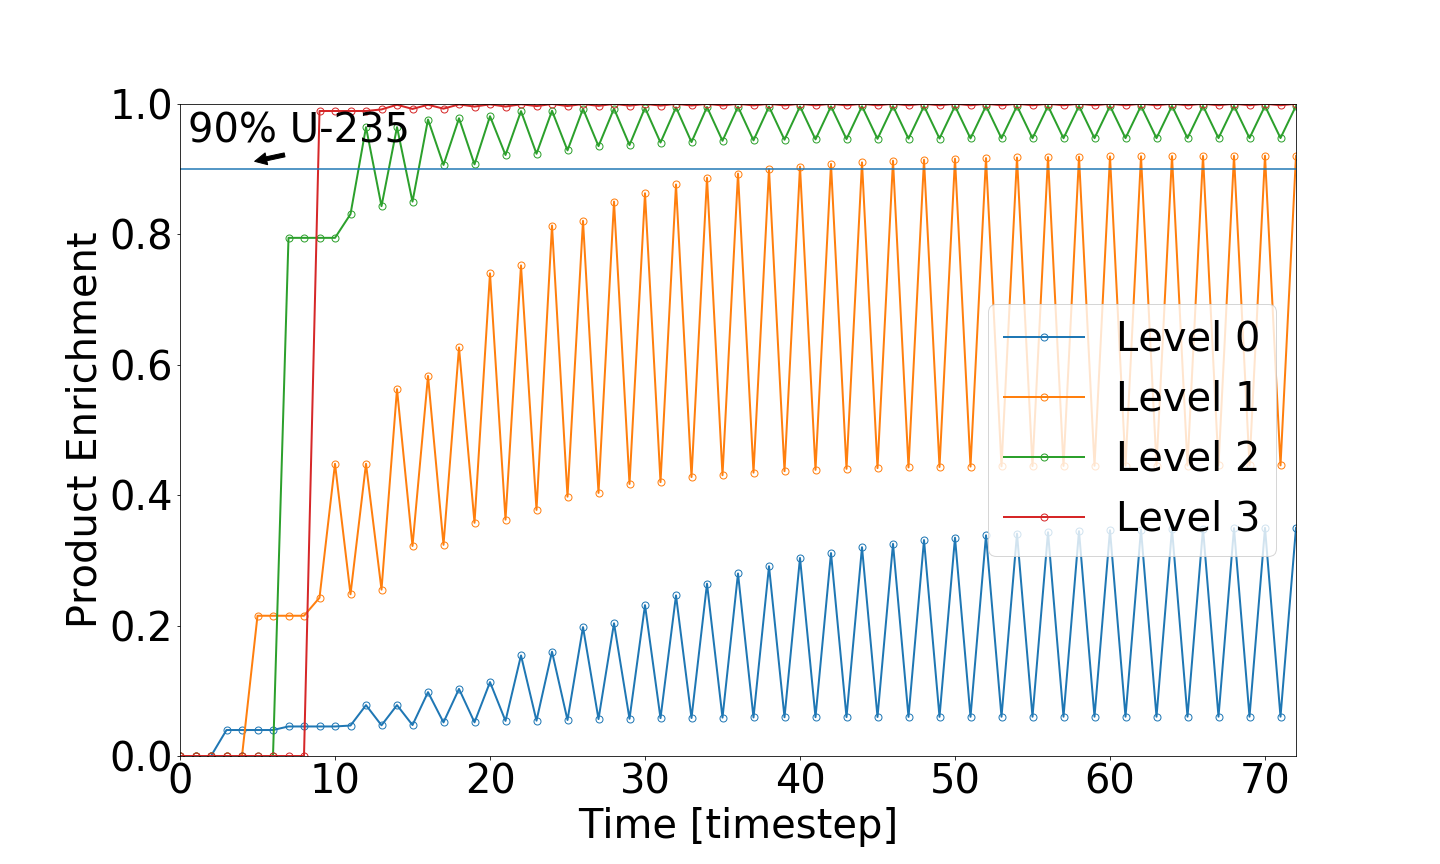 1.0
90% U-235
0.8
0.6
0.4
0.2
0.0
Product Enrichment
Level 0
Level 1
Level 2
Level 3
0 10 20 30 40 50 60 70
Time [timestep]